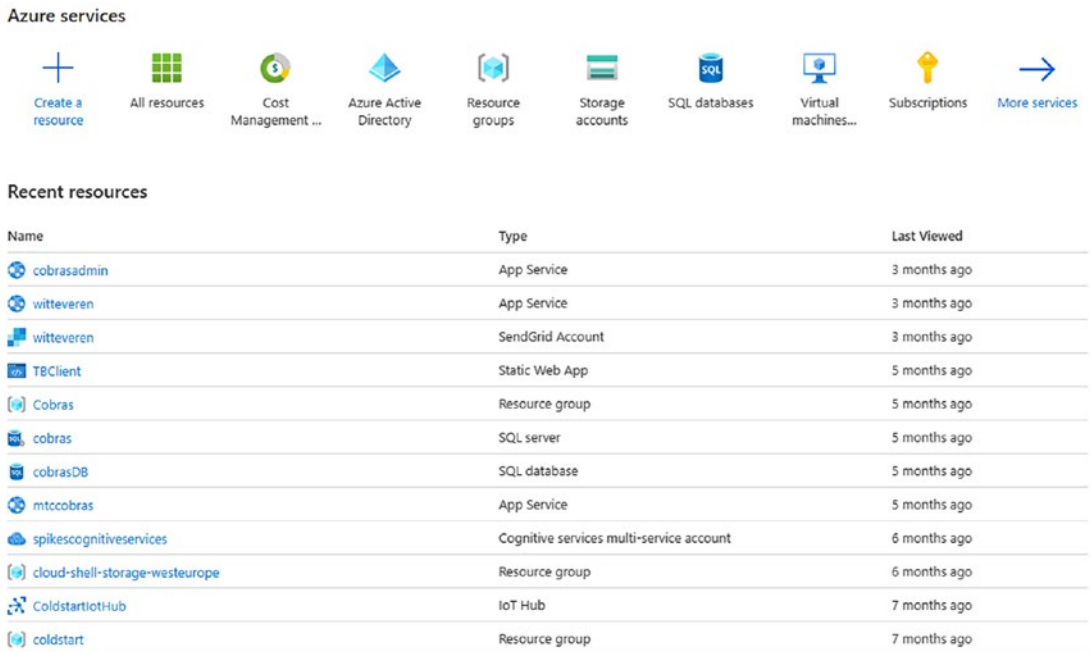 Azure services
Create a resource
All resources
Cost Management ...
Azure Active Directory
Resource groups
Storage accounts
SQL databases
Virtual machines...
Subscriptions
More services
Recent resources
Name Type Last Viewed
cobrasadmin App Service 3 months ago
witteveren App Service 3 months ago
witteveren SendGrid Account 3 months ago
TBClient Static Web App 5 months ago
Cobras Resource group 5 months ago
cobras SQL server 5 months ago
cobrasDB SQL database 5 months ago
mtccobras App Service 5 months ago
spikescognitiveservices Cognitive services multi-service account 6 months ago
cloud-shell-storage-westeurope Resource group 6 months ago
ColdstartIotHub IoT Hub 7 months ago
coldstart Resource group 7 months ago